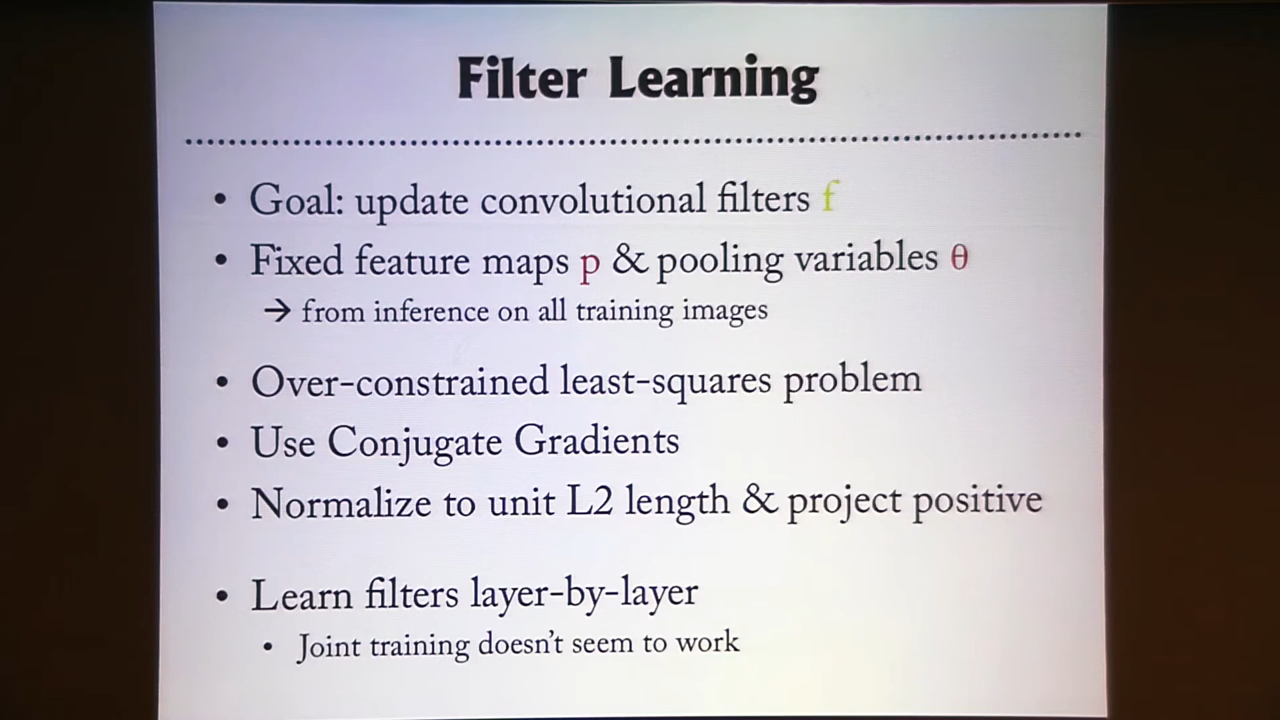 Filter Learning
• Goal: update convolutional filters f
• Fixed feature maps p & pooling variables θ
→ from inference on all training images
• Over-constrained least-squares problem
• Use Conjugate Gradients
• Normalize to unit L2 length & project positive
• Learn filters layer-by-layer
• Joint training doesn't seem to work